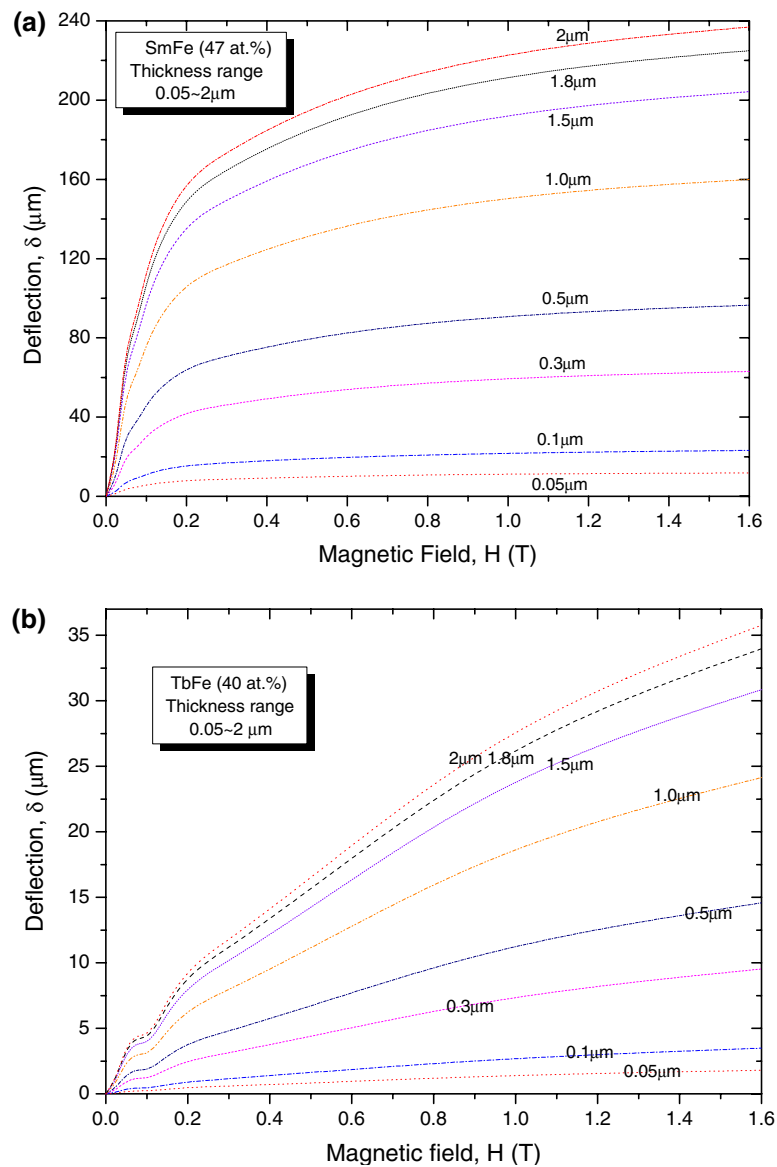 (a)
240
200
160
120
80
40
0
Deflection, δ (μm)
SmFe (47 at.%)
Thickness range
0.05~2μm
2μm
1.8μm
1.5μm
1.0μm
0.5μm
0.3μm
0.1μm
0.05μm
0.0 0.2 0.4 0.6 0.8 1.0 1.2 1.4 1.6
Magnetic Field, H (T)
(b)
35
30
25
20
15
10
5
0
Deflection, δ (μm)
TbFe (40 at.%)
Thickness range
0.05~2 μm
2μm 1.8μm
1.5μm
1.0μm
0.5μm
0.3μm
0.1μm
0.05μm
0.0 0.2 0.4 0.6 0.8 1.0 1.2 1.4 1.6
Magnetic field, H (T)